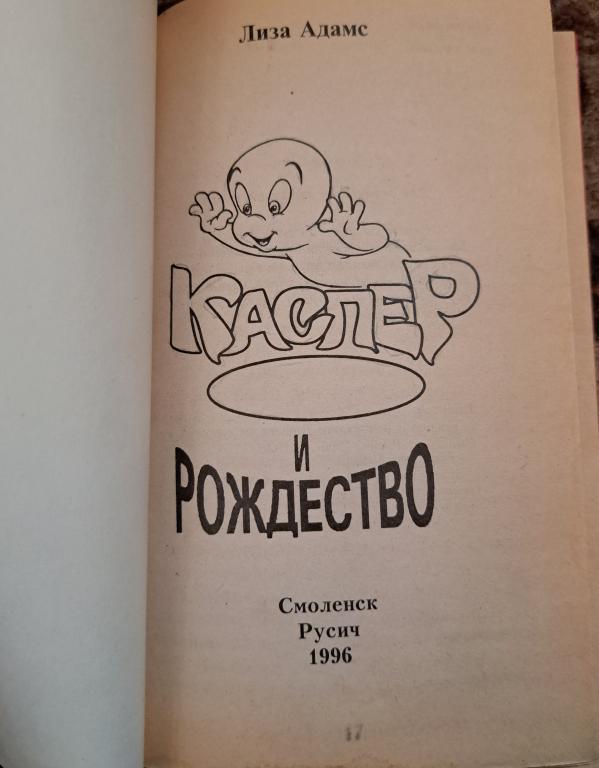 Лиза Адамс
КАСПЕР
И
РОЖДЕСТВО
Смоленск
Русич
1996
17